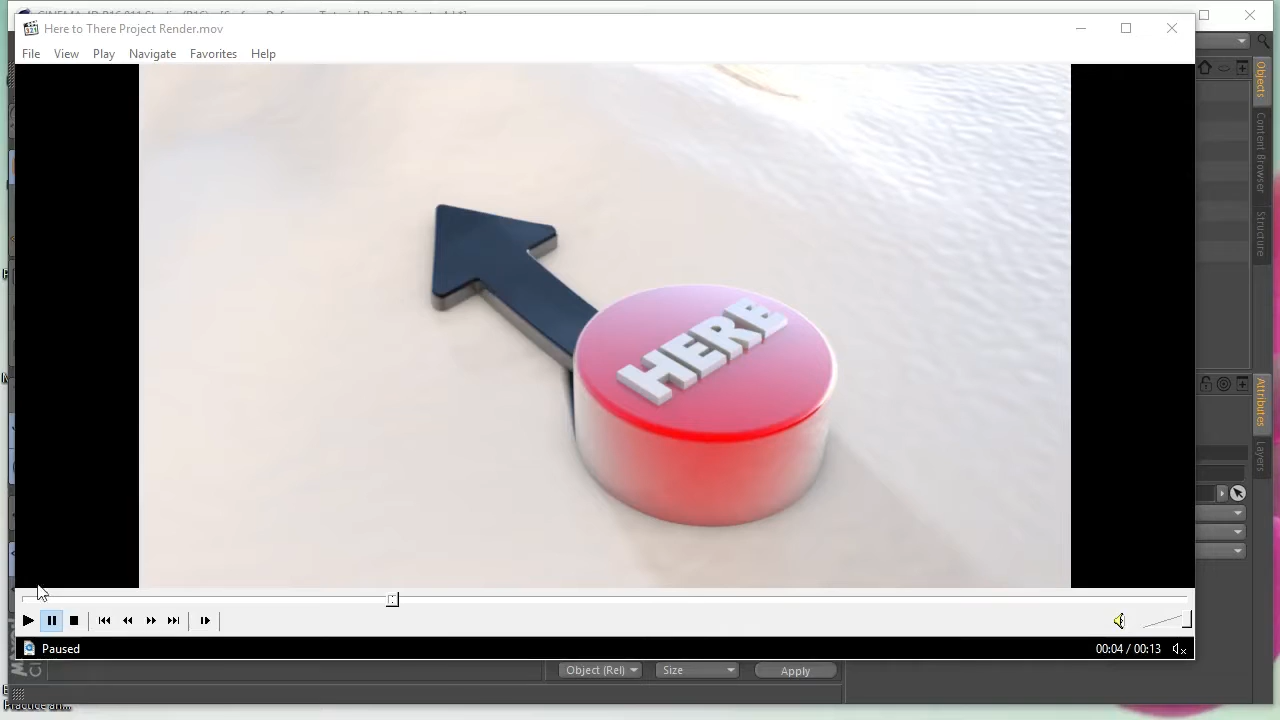 Here to There Project Render.mov
File View Play Navigate Favorites Help
Objects
Content Browser
Structure
HERE
Attributes
Layers
Paused
00:04 / 00:13
Object (Rel) Size Apply